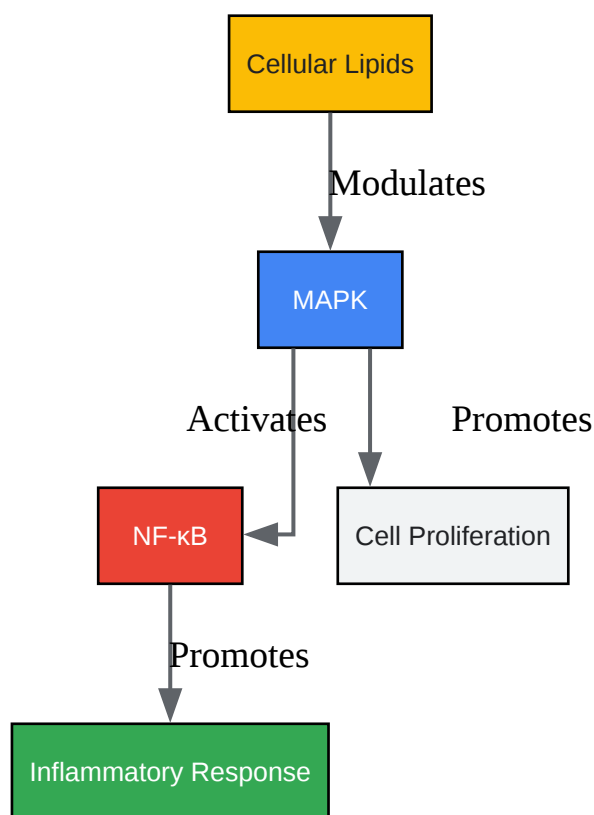 Cellular Lipids
Modulates
MAPK
Activates
Promotes
NF-κB
Cell Proliferation
Promotes
Inflammatory Response